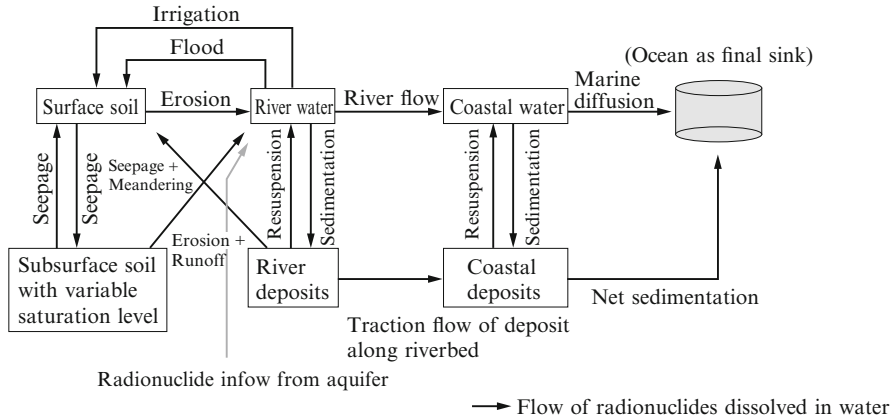 Irrigation
Flood
(Ocean as final sink)
Surface soil
Erosion
River water
River flow
Coastal water
Marine
diffusion
Seepage
Seepage
Seepage +
Meandering
Resuspension
Sedimentation
Resuspension
Sedimentation
Erosion +
Runoff
Subsurface soil
with variable
saturation level
River
deposits
Coastal
deposits
Net sedimentation
Traction flow of deposit
along riverbed
Radionuclide infow from aquifer
Flow of radionuclides dissolved in water